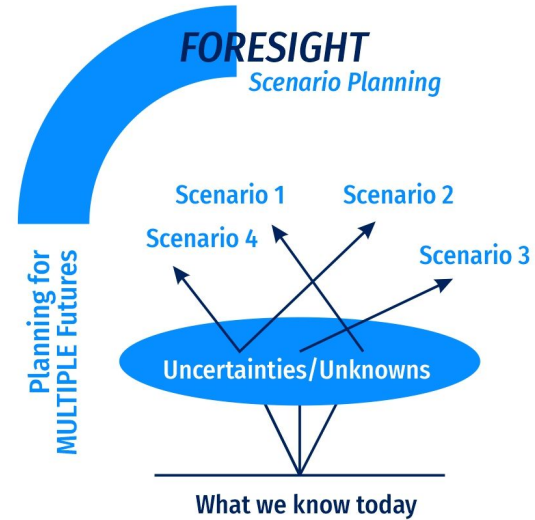 FORESIGHT
Scenario Planning
Scenario 1
Scenario 2
Scenario 4
Scenario 3
Planning for
MULTIPLE Futures
Uncertainties/Unknowns
What we know today